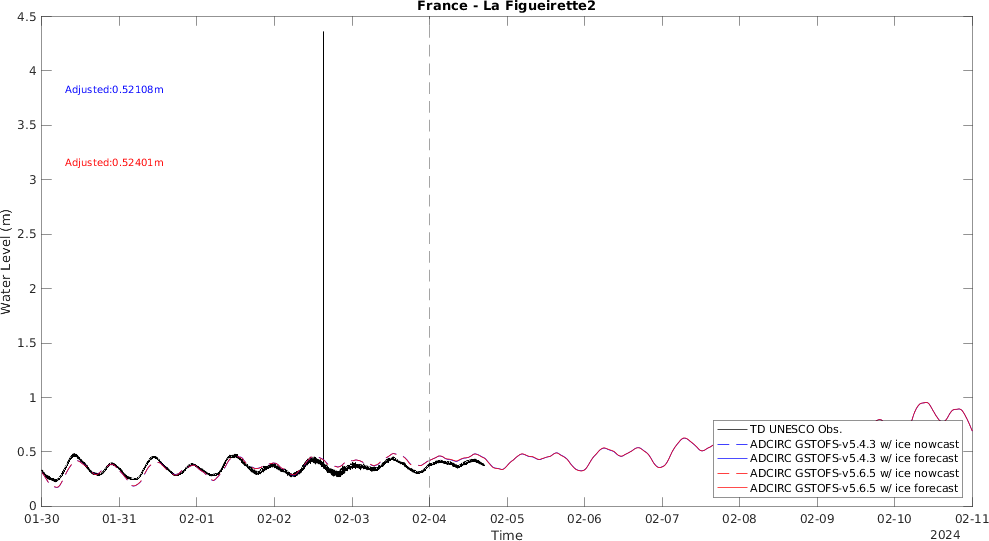 France - La Figueirette2
4.5
4
3.5
3
2.5
2
1.5
1
0.5
0
Water Level (m)
Adjusted:0.52108m
Adjusted:0.52401m
TD UNESCO Obs.
ADCIRC GSTOFS-v5.4.3 w/ ice nowcast
ADCIRC GSTOFS-v5.4.3 w/ ice forecast
ADCIRC GSTOFS-v5.6.5 w/ ice nowcast
ADCIRC GSTOFS-v5.6.5 w/ ice forecast
01-30 01-31 02-01 02-02 02-03 02-04 02-05 02-06 02-07 02-08 02-09 02-10 02-11
Time
2024